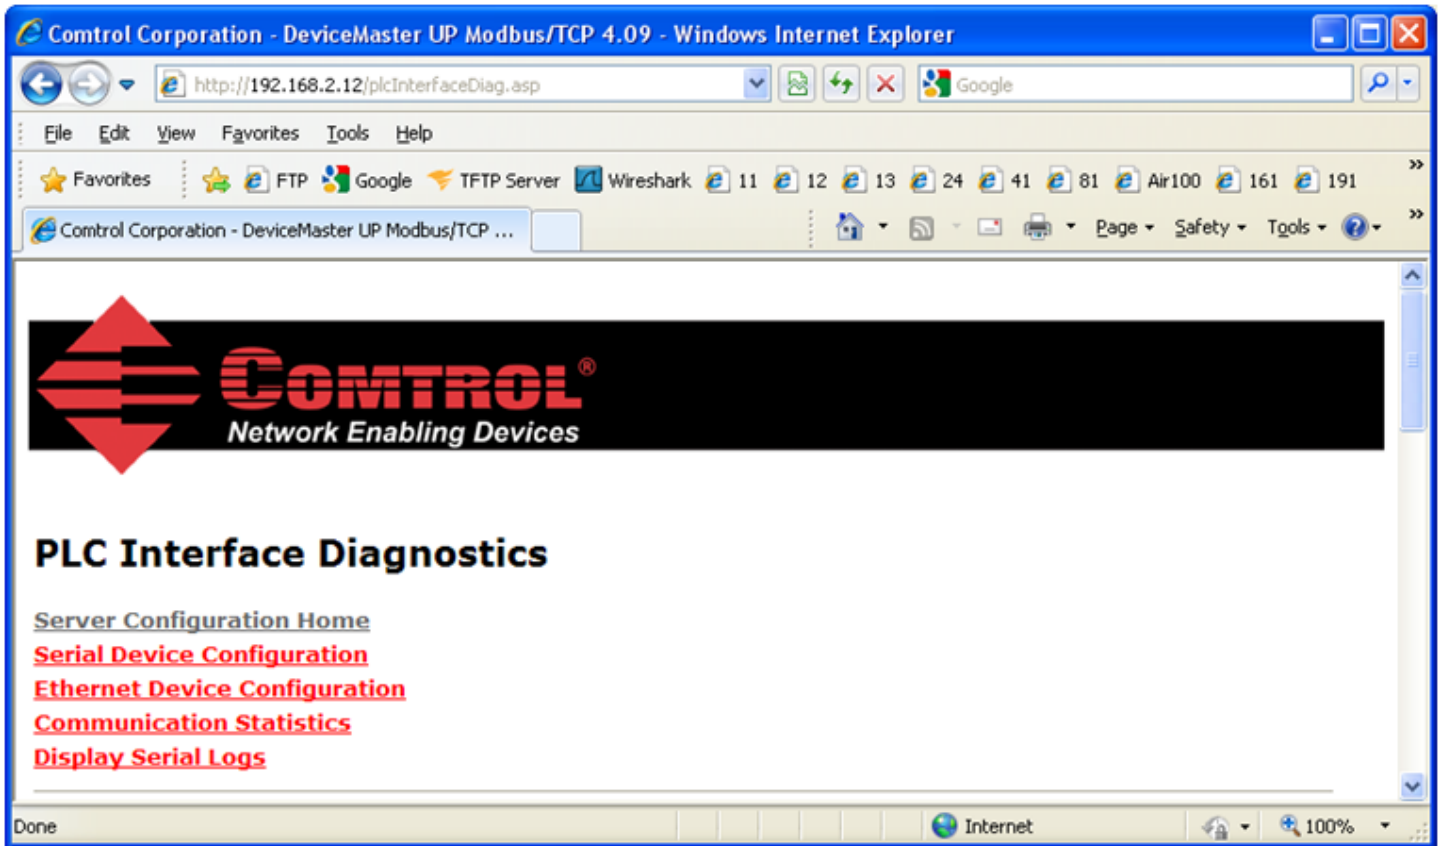 Comtrol Corporation - DeviceMaster UP Modbus/TCP 4.09 - Windows Internet Explorer
http://192.168.2.12/plcInterfaceDiag.asp Google
File Edit View Favorites Tools Help
Favorites FTP Google TFTP Server Wireshark 11 12 13 24 41 81 Air100 161 191 »
Comtrol Corporation - DeviceMaster UP Modbus/TCP ... Page Safety Tools »
COMTROL®
Network Enabling Devices
PLC Interface Diagnostics
Server Configuration Home
Serial Device Configuration
Ethernet Device Configuration
Communication Statistics
Display Serial Logs
Done Internet 100%